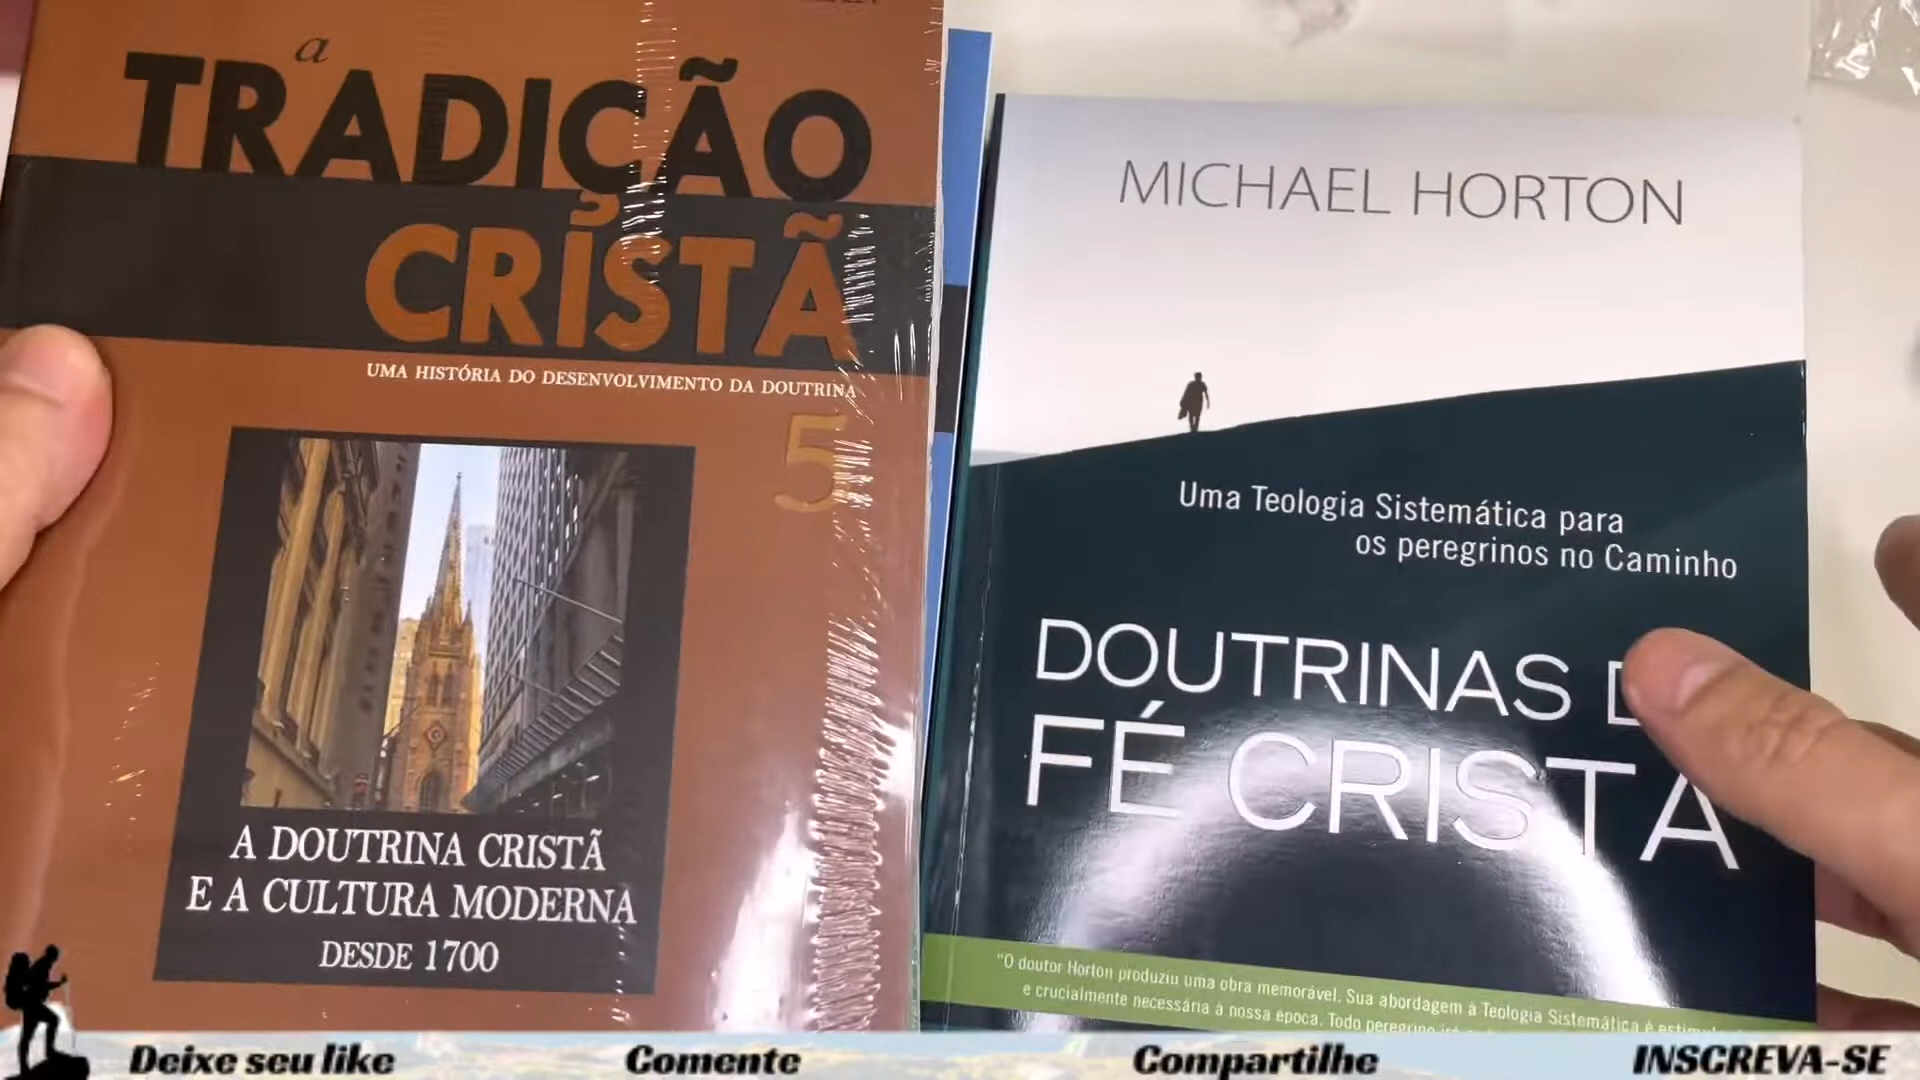 a
TRADIÇÃO
CRISTÃ
UMA HISTÓRIA DO DESENVOLVIMENTO DA DOUTRINA
5
A DOUTRINA CRISTÃ
E A CULTURA MODERNA
DESDE 1700
MICHAEL HORTON
Uma Teologia Sistemática para
os peregrinos no Caminho
DOUTRINAS
FÉ CRISTÃ
"O doutor Horton produziu uma obra memorável. Sua abordagem à Teologia Sistemática é
e crucialmente necessária à nossa época. Todo peregrino
Deixe seu like
Comente
Compartilhe
INSCREVA-SE